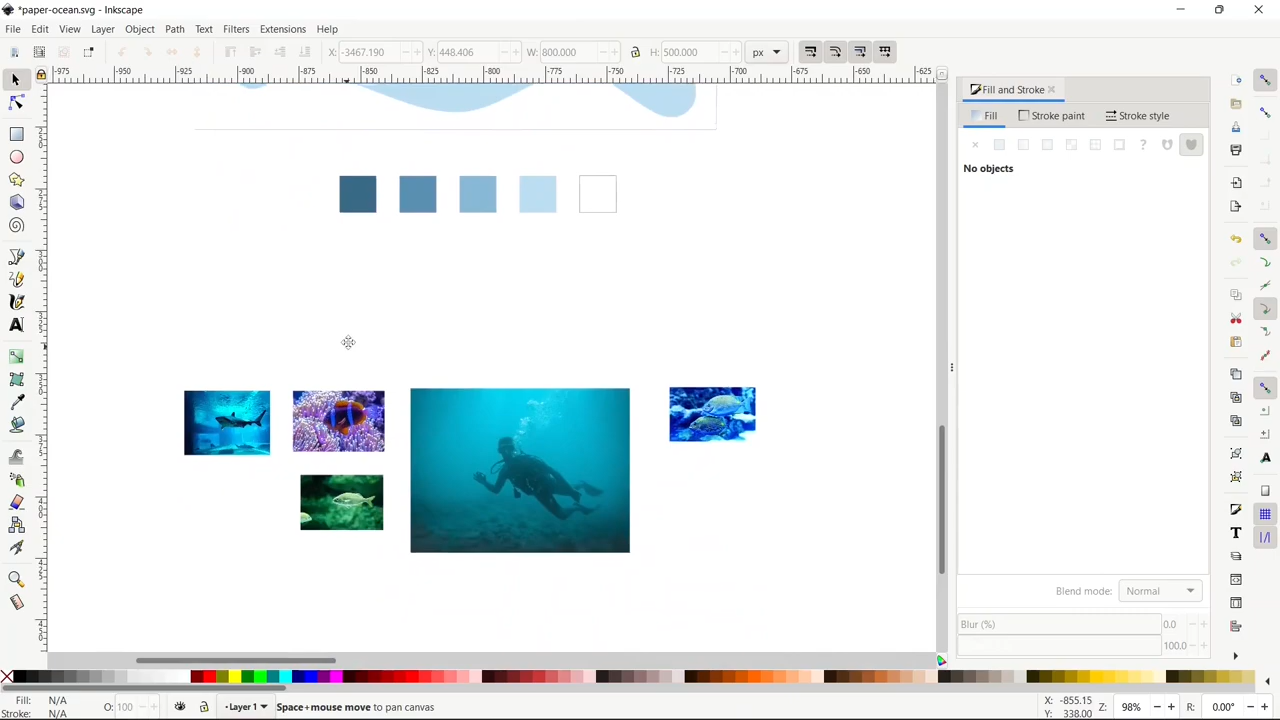 *paper-ocean.svg - Inkscape
File Edit View Layer Object Path Text Filters Extensions Help
X: -3467.190 Y: 448.406 W: 800.000 H: 500.000 px
-975 -950 -925 -900 -875 -850 -825 -800 -775 -750 -725 -700 -675 -650 -625
Fill and Stroke
Fill Stroke paint Stroke style
No objects
Blend mode: Normal
Blur (%) 0.0
100.0
Fill: N/A
Stroke: N/A
O: 100
Layer 1
Space+mouse move to pan canvas
X: -855.15
Y: 338.00
Z: 98%
R: 0.00°